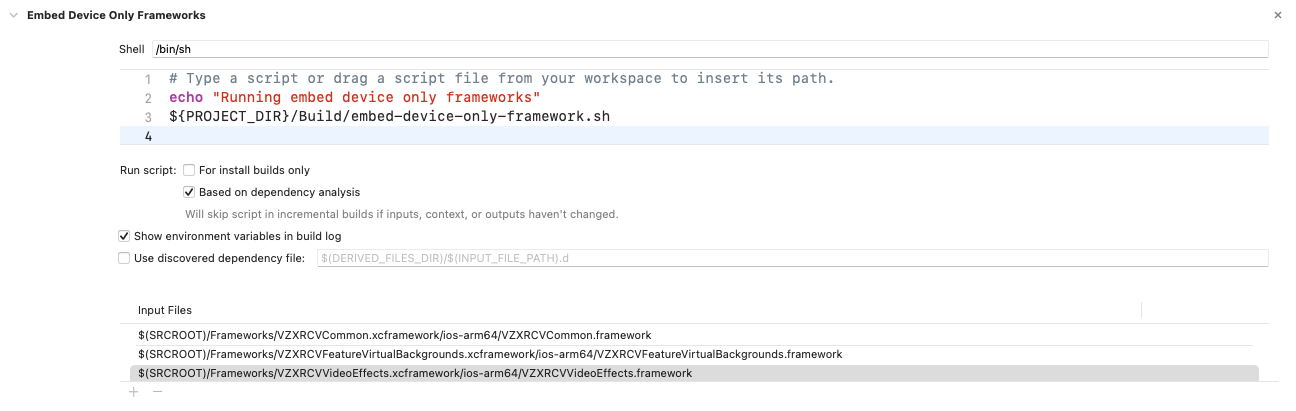 Embed Device Only Frameworks
Shell /bin/sh
1 # Type a script or drag a script file from your workspace to insert its path.
2 echo "Running embed device only frameworks"
3 ${PROJECT_DIR}/Build/embed-device-only-framework.sh
4
Run script: For install builds only
Based on dependency analysis
Will skip script in incremental builds if inputs, context, or outputs haven't changed.
Show environment variables in build log
Use discovered dependency file: $(DERIVED_FILES_DIR)/$(INPUT_FILE_PATH).d
Input Files
$(SRCROOT)/Frameworks/VZXRCVCommon.xcframework/ios-arm64/VZXRCVCommon.framework
$(SRCROOT)/Frameworks/VZXRCVFeatureVirtualBackgrounds.xcframework/ios-arm64/VZXRCVFeatureVirtualBackgrounds.framework
$(SRCROOT)/Frameworks/VZXRCVVideoEffects.xcframework/ios-arm64/VZXRCVVideoEffects.framework